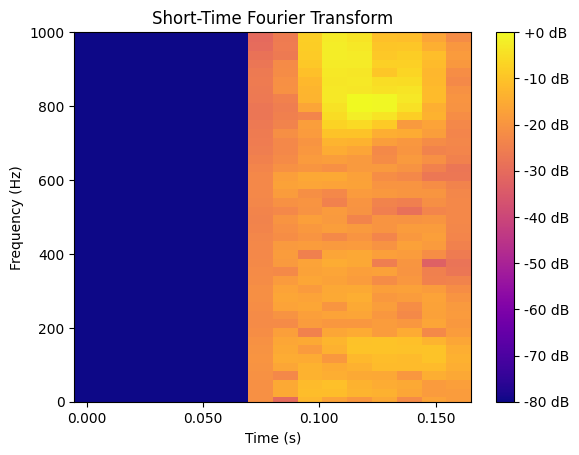 Short-Time Fourier Transform
1000
800
600
400
200
0
Frequency (Hz)
0.000
0.050
0.100
0.150
Time (s)
+0 dB
-10 dB
-20 dB
-30 dB
-40 dB
-50 dB
-60 dB
-70 dB
-80 dB